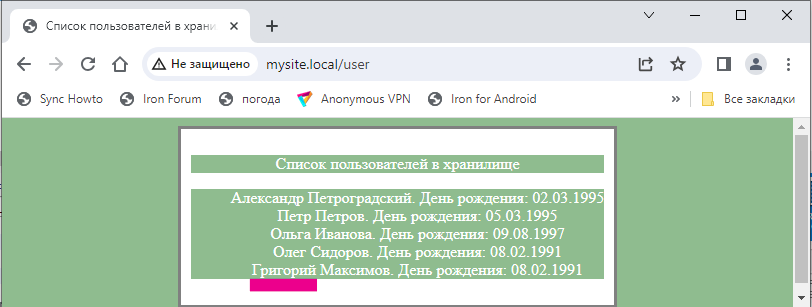 Список пользователей в храни
Не защищено
mysite.local/user
Sync Howto
Iron Forum
погода
Anonymous VPN
Iron for Android
»
Все закладки
Список пользователей в хранилище
Александр Петроградский. День рождения: 02.03.1995
Петр Петров. День рождения: 05.03.1995
Ольга Иванова. День рождения: 09.08.1997
Олег Сидоров. День рождения: 08.02.1991
Григорий Максимов. День рождения: 08.02.1991